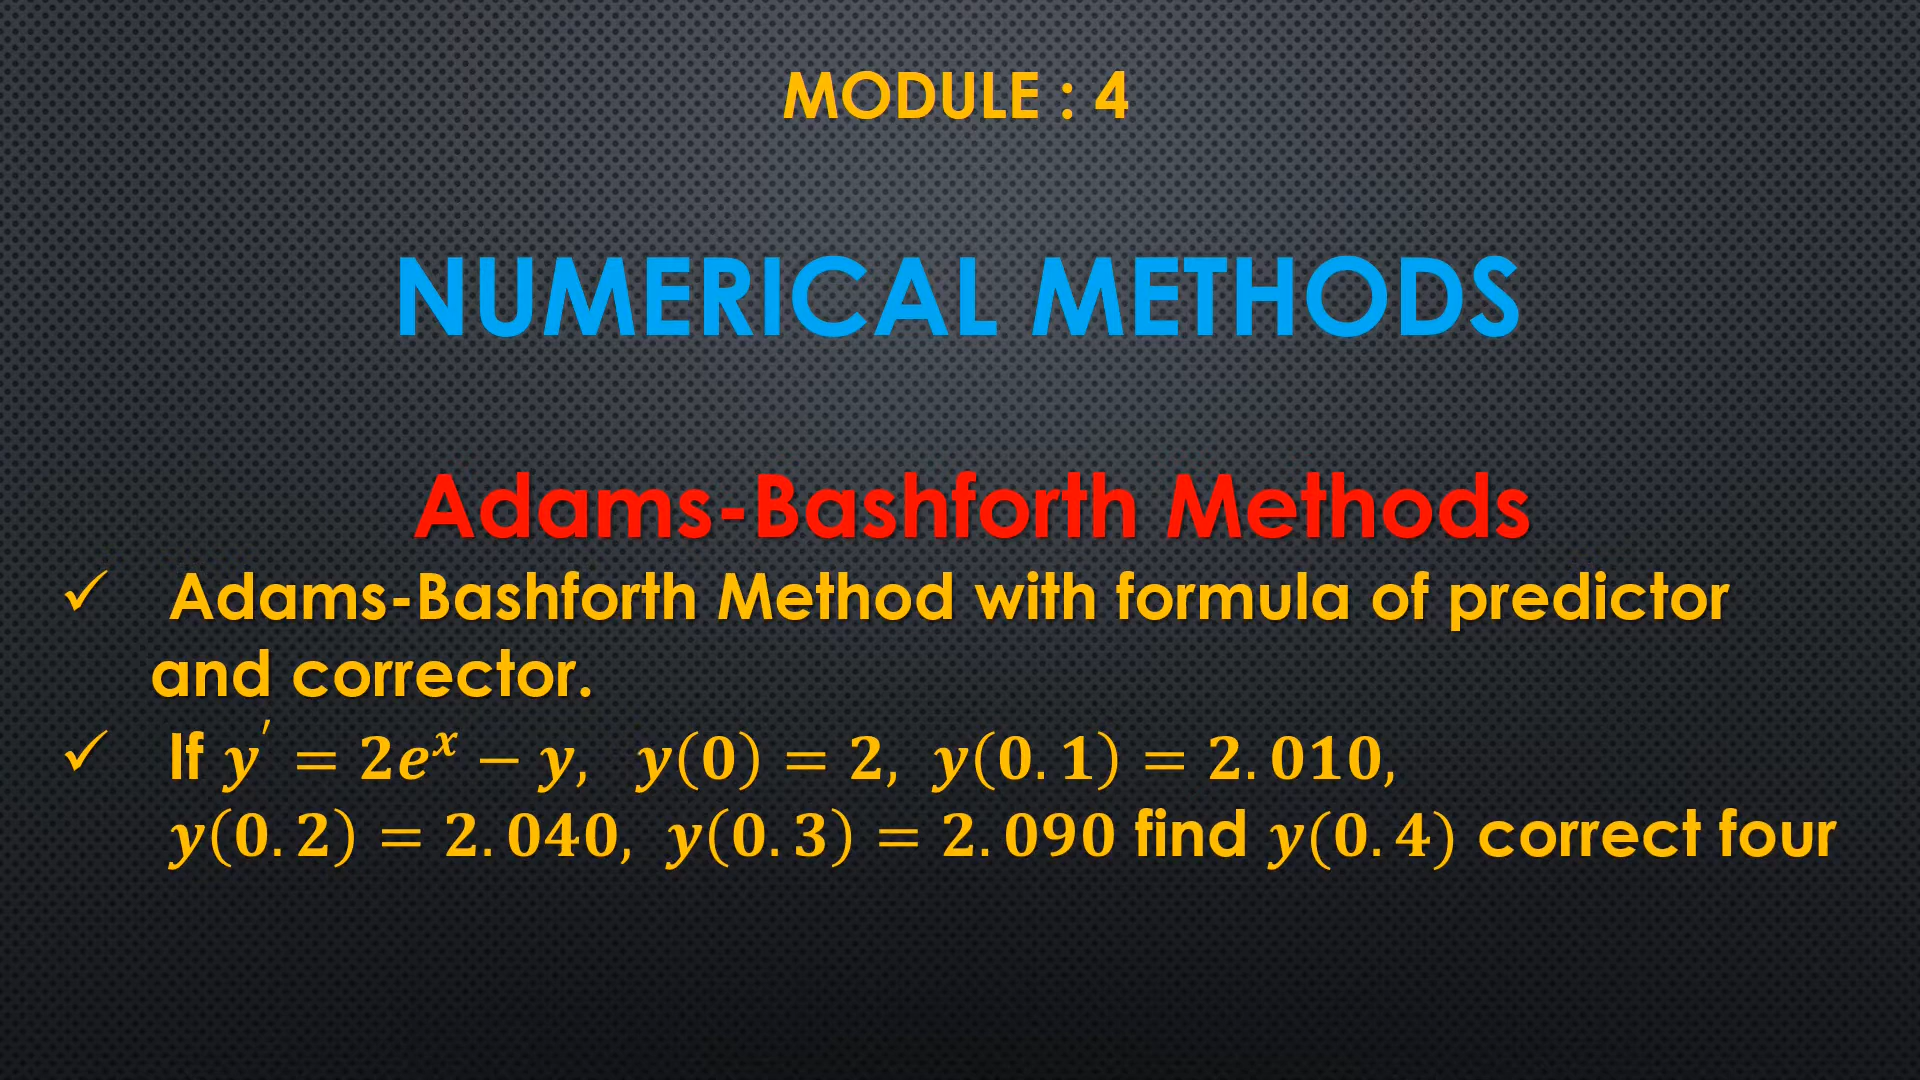 MODULE : 4
NUMERICAL METHODS
Adams-Bashforth Methods
✓ Adams-Bashforth Method with formula of predictor
and corrector.
✓ If y′ = 2eˣ − y, y(0) = 2, y(0.1) = 2.010,
y(0.2) = 2.040, y(0.3) = 2.090 find y(0.4) correct four